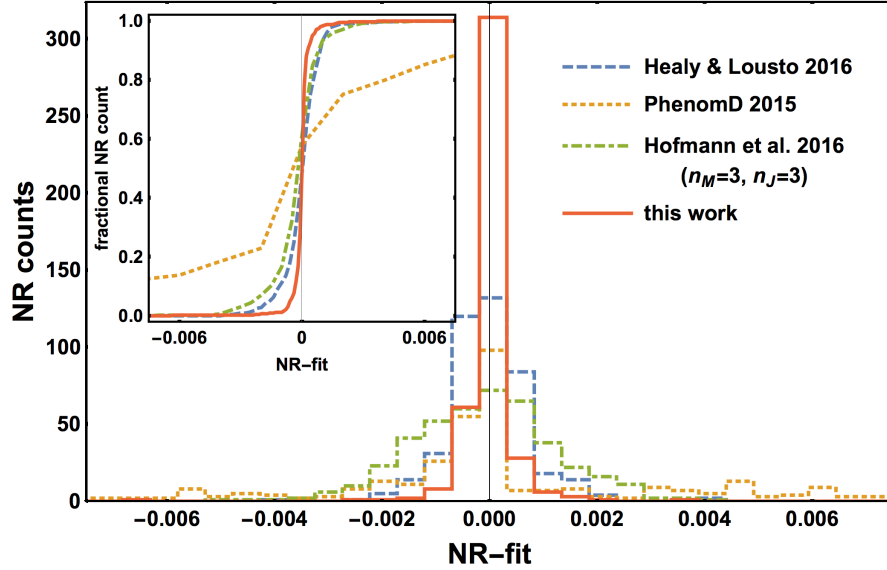 300
250
200
150
100
50
0
NR counts
1.0
0.8
0.6
0.4
0.2
0.0
fractional NR count
−0.006
0
0.006
NR−fit
Healy & Lousto 2016
PhenomD 2015
Hofmann et al. 2016
(nM=3, nJ=3)
this work
−0.006
−0.004
−0.002
0.000
0.002
0.004
0.006
NR−fit